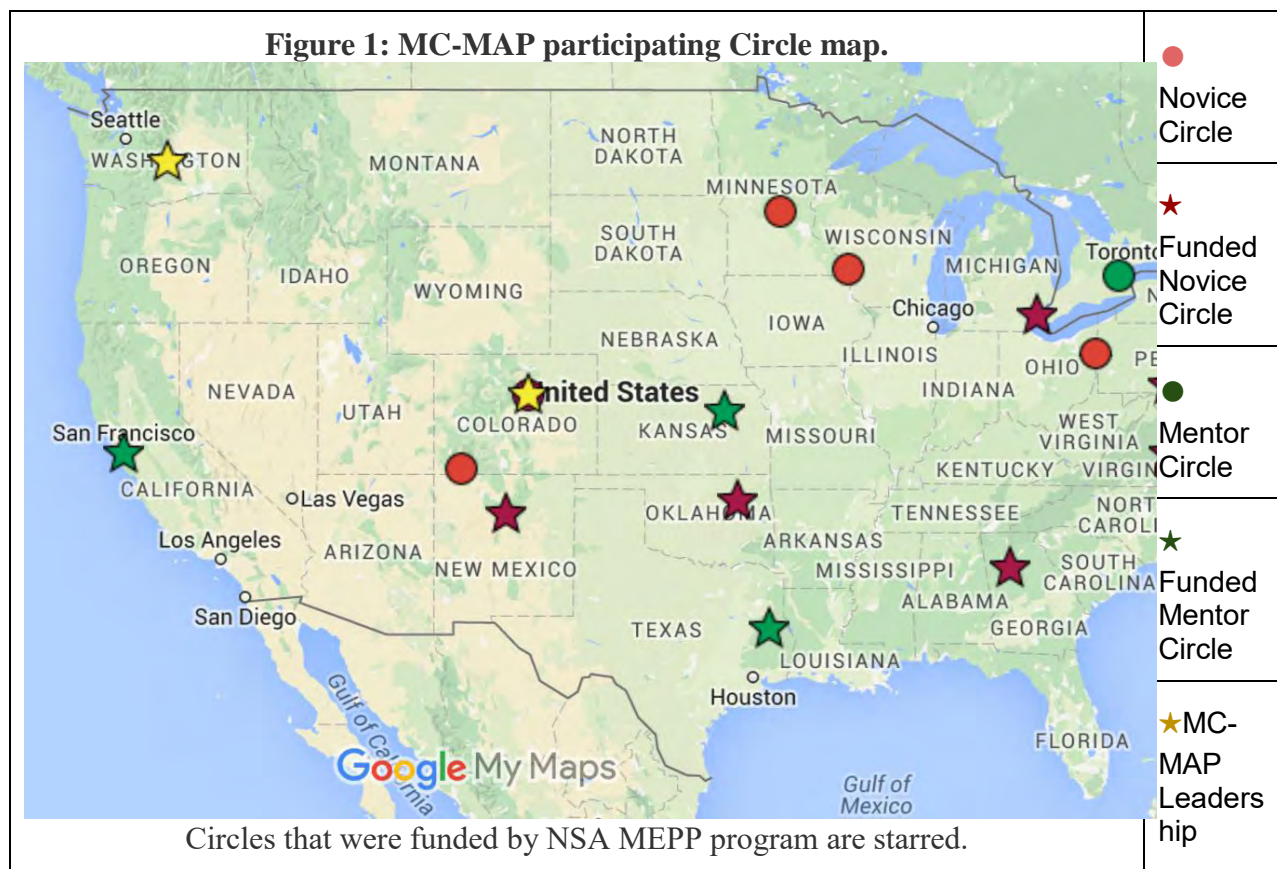 Figure 1: MC-MAP participating Circle map.
Seattle
WASHINGTON
MONTANA
NORTH
DAKOTA
MINNESOTA
OREGON
IDAHO
WYOMING
SOUTH
DAKOTA
WISCONSIN
MICHIGAN
Toronto
Chicago
IOWA
NEBRASKA
ILLINOIS
INDIANA
OHIO
PE
NEVADA
UTAH
COLORADO
United States
KANSAS
MISSOURI
WEST
VIRGINIA
KENTUCKY
VIRGIN
San Francisco
CALIFORNIA
Las Vegas
Los Angeles
San Diego
ARIZONA
NEW MEXICO
OKLAHOMA
ARKANSAS
TENNESSEE
NORT
CAROLI
MISSISSIPPI
SOUTH
CAROLINA
ALABAMA
GEORGIA
TEXAS
LOUISIANA
Houston
FLORIDA
Gulf of California
Gulf of
Mexico
Google My Maps
Circles that were funded by NSA MEPP program are starred.
Novice
Circle
Funded
Novice
Circle
Mentor
Circle
Funded
Mentor
Circle
MC-
MAP
Leaders
hip